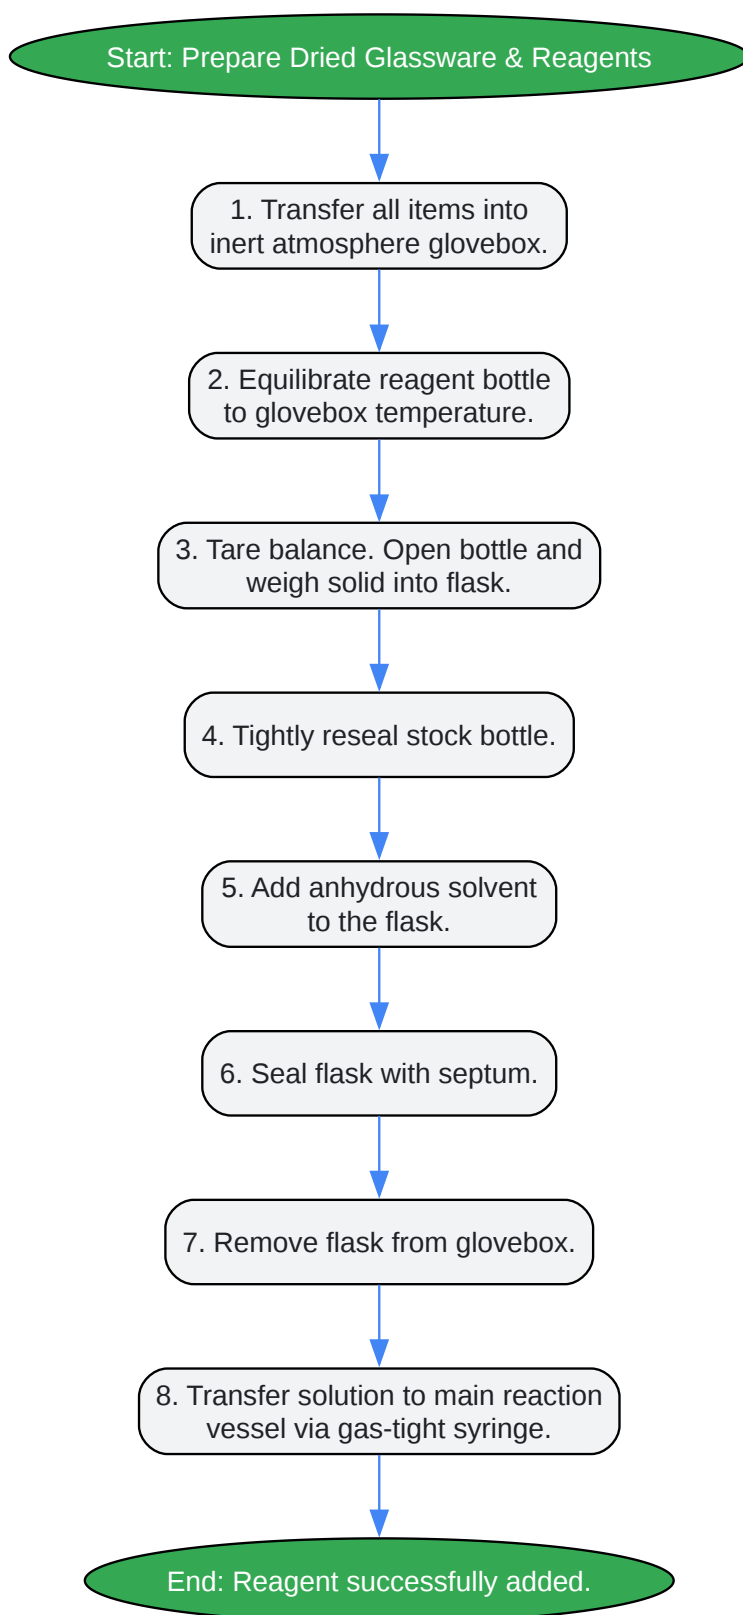 Start: Prepare Dried Glassware & Reagents
1. Transfer all items into
inert atmosphere glovebox.
2. Equilibrate reagent bottle
to glovebox temperature.
3. Tare balance. Open bottle and
weigh solid into flask.
4. Tightly reseal stock bottle.
5. Add anhydrous solvent
to the flask.
6. Seal flask with septum.
7. Remove flask from glovebox.
8. Transfer solution to main reaction
vessel via gas-tight syringe.
End: Reagent successfully added.